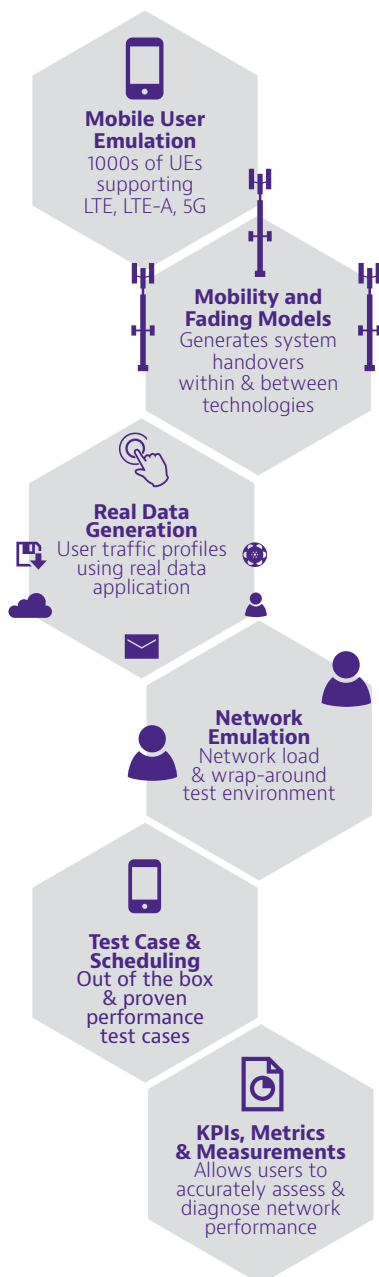 Mobile User
Emulation
1000s of UEs
supporting
LTE, LTE-A, 5G
Mobility and
Fading Models
Generates system
handovers
within & between
technologies
Real Data
Generation
User traffic profiles
using real data
application
Network
Emulation
Network load
& wrap-around
test environment
Test Case &
Scheduling
Out of the box
& proven
performance
test cases
KPIs, Metrics
& Measurements
Allows users to
accurately assess &
diagnose network
performance